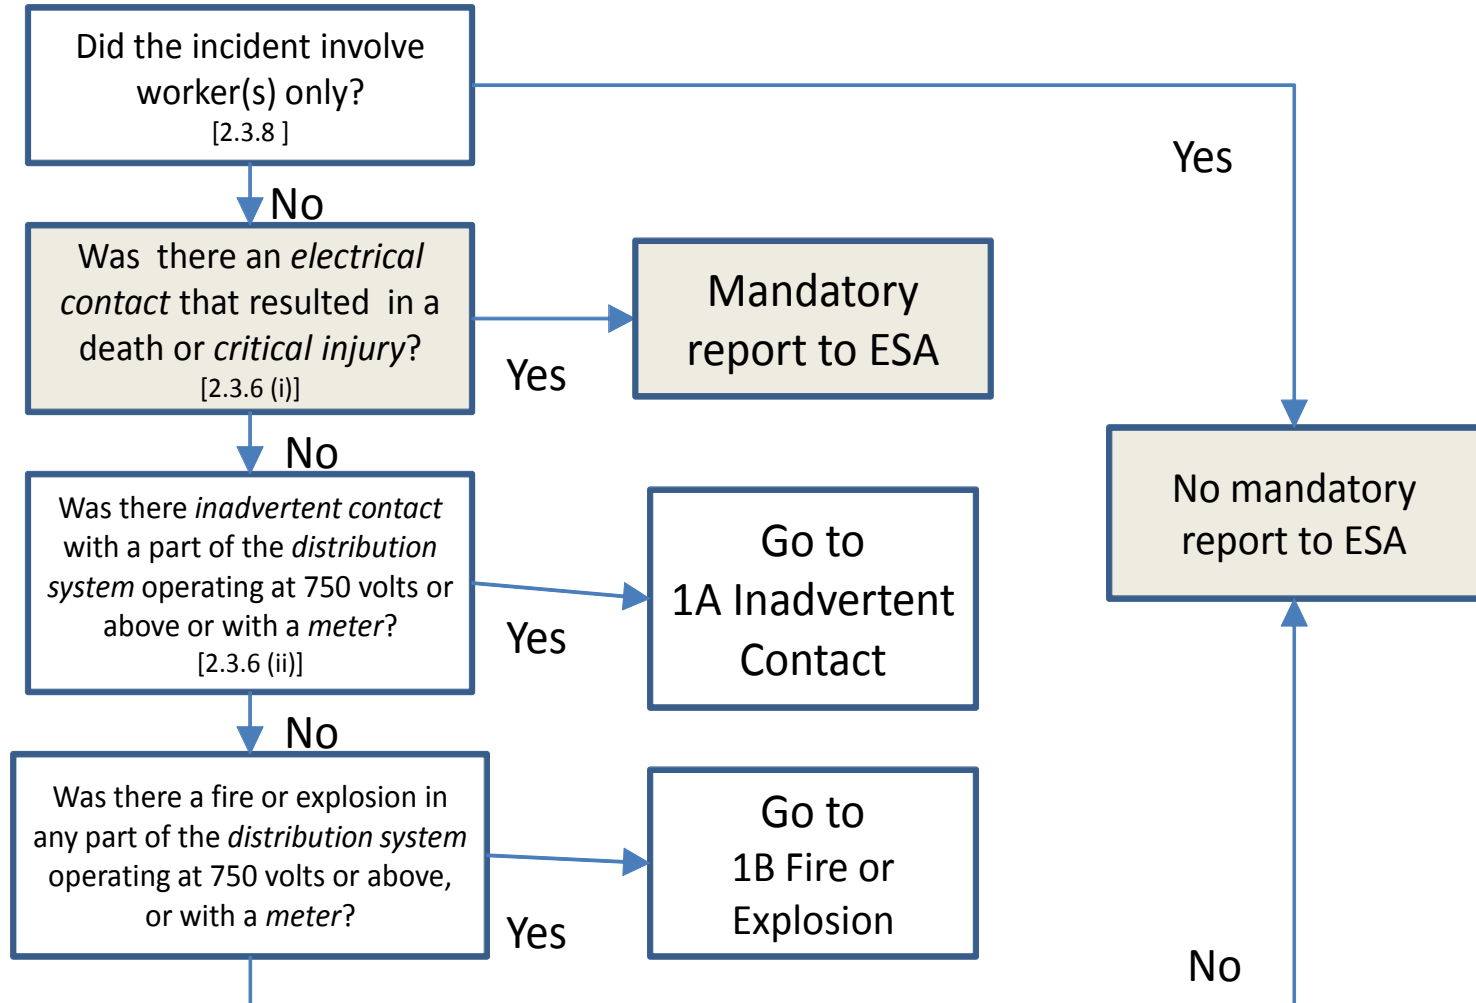 Did the incident involve
worker(s) only?
[2.3.8 ]
Yes
No
Was there an electrical
contact that resulted in a
death or critical injury?
[2.3.6 (i)]
Yes
Mandatory
report to ESA
No
Was there inadvertent contact
with a part of the distribution
system operating at 750 volts or
above or with a meter?
[2.3.6 (ii)]
Yes
Go to
1A Inadvertent
Contact
No mandatory
report to ESA
No
Was there a fire or explosion in
any part of the distribution system
operating at 750 volts or above,
or with a meter?
Yes
Go to
1B Fire or
Explosion
No